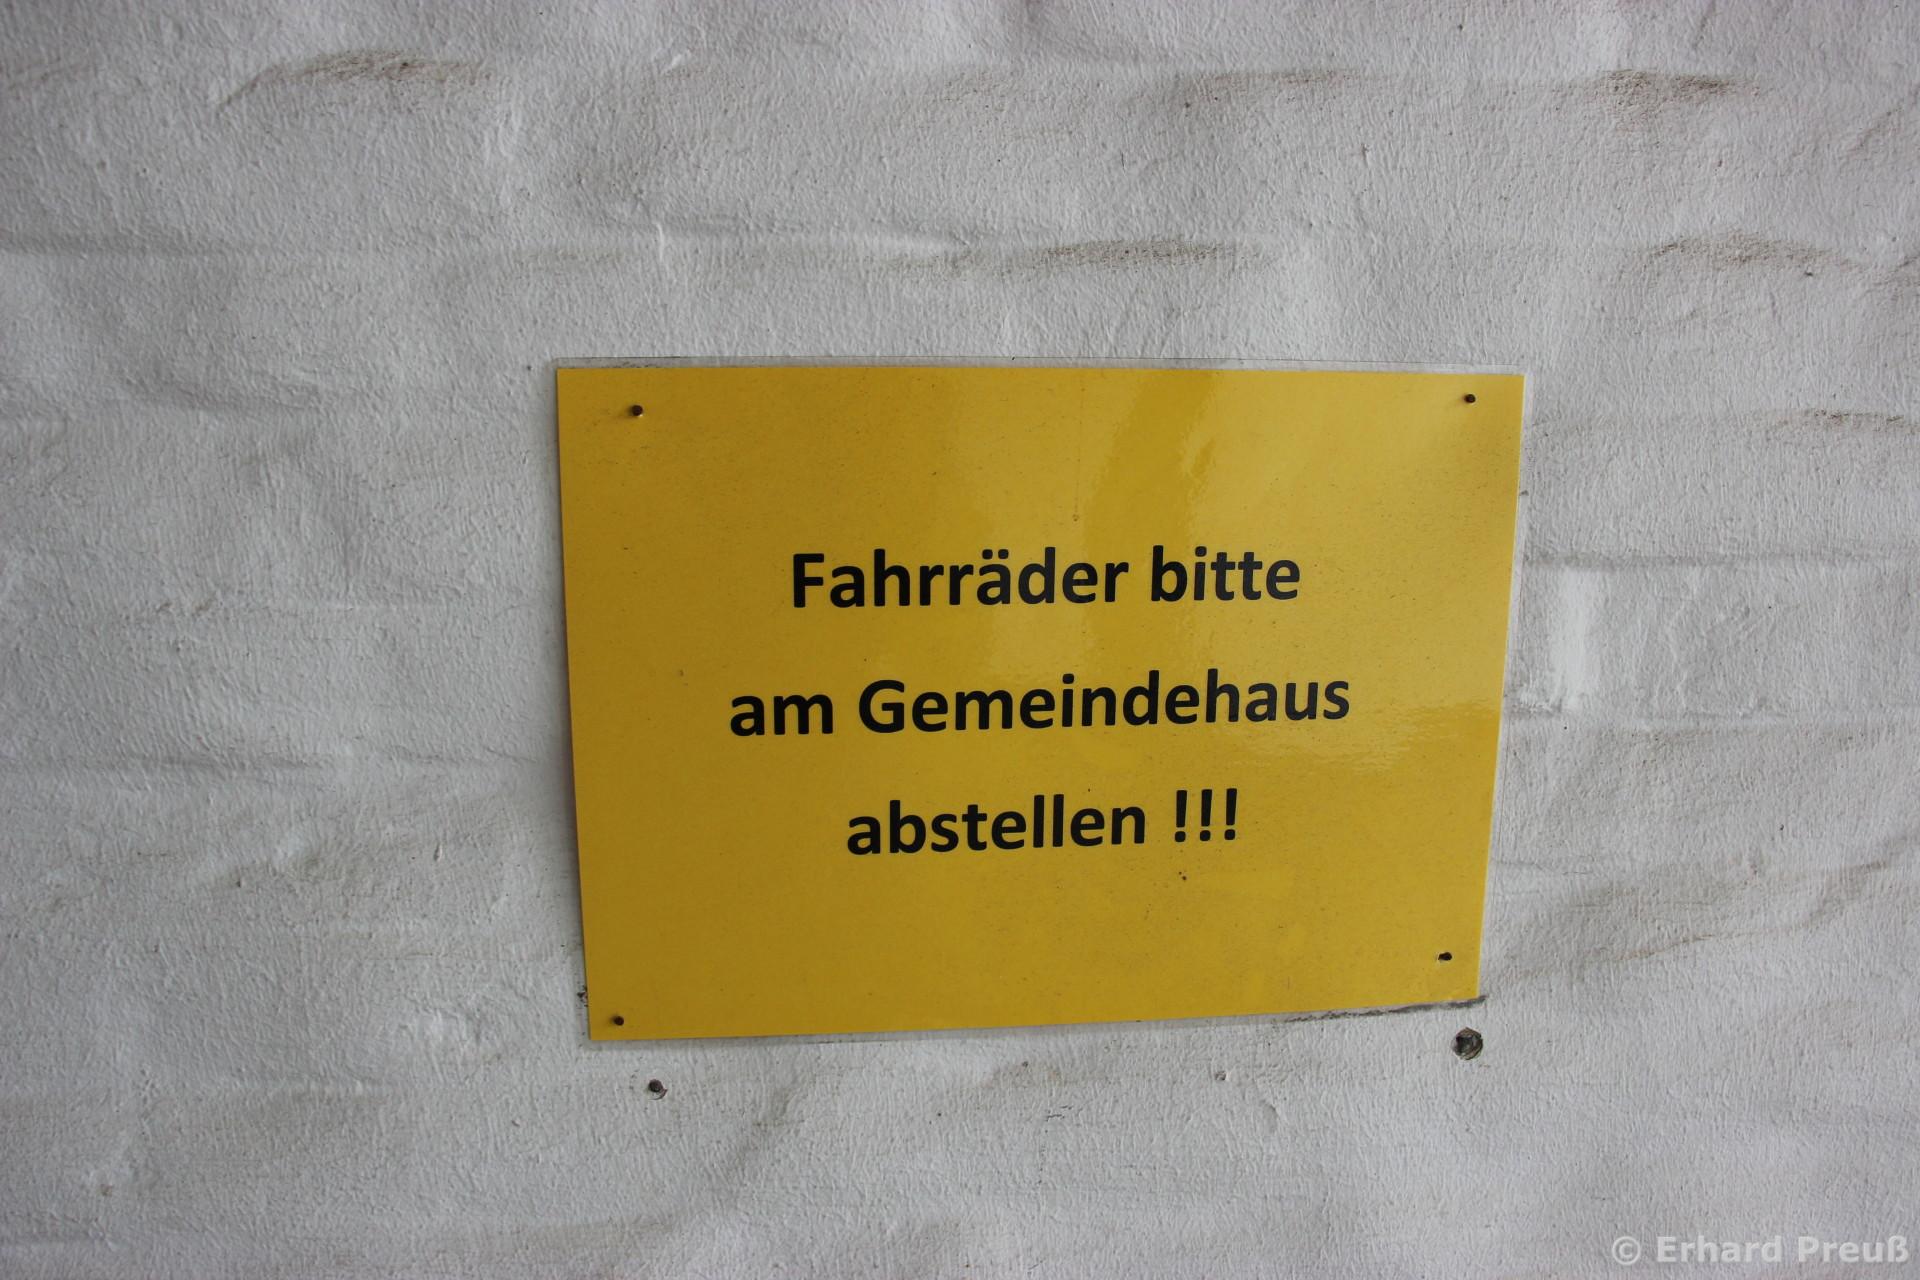 Fahrräder bitte
am Gemeindehaus
abstellen !!!
© Erhard Preuß